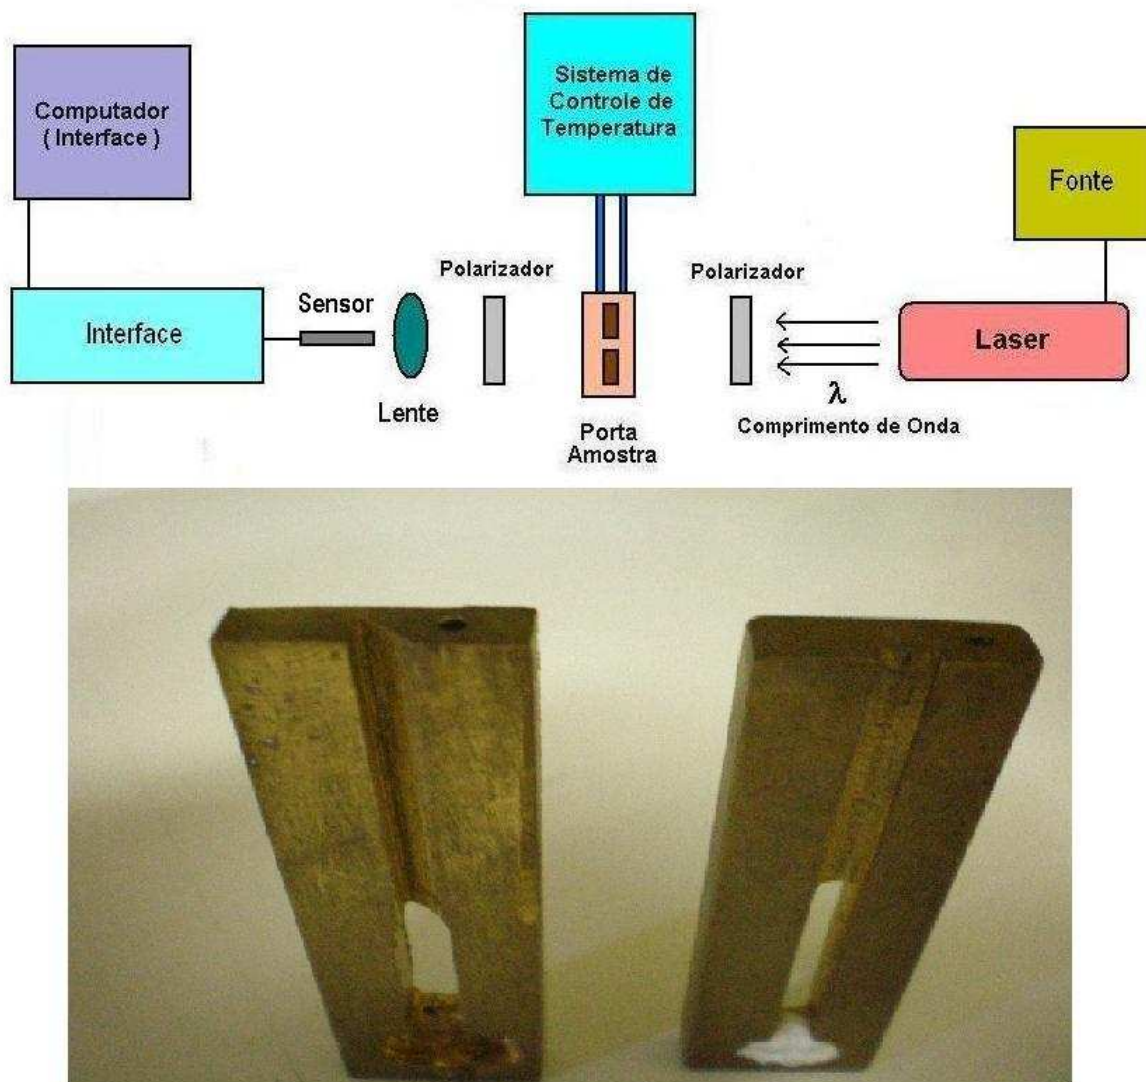 Computador
( Interface )
Sistema de
Controle de
Temperatura
Fonte
Polarizador
Polarizador
Interface
Sensor
Lente
Porta
Amostra
Laser
λ
Comprimento de Onda